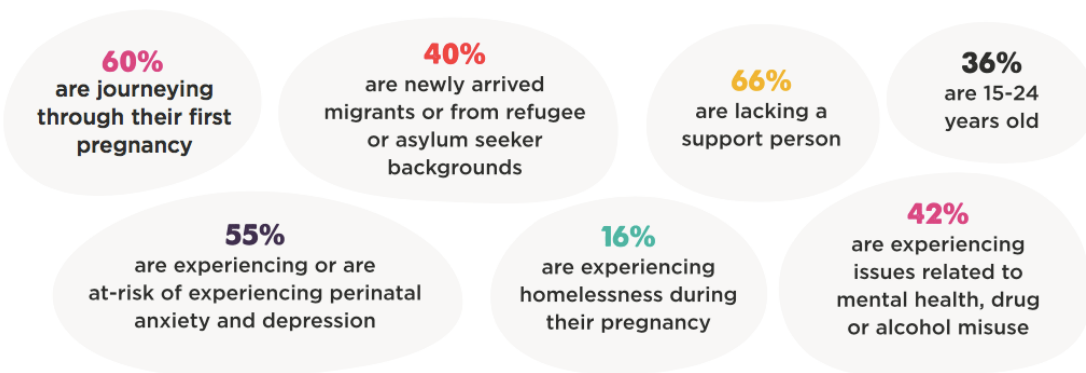 60%
are journeying
through their first
pregnancy
40%
are newly arrived
migrants or from refugee
or asylum seeker
backgrounds
66%
are lacking a
support person
36%
are 15-24
years old
55%
are experiencing or are
at-risk of experiencing perinatal
anxiety and depression
16%
are experiencing
homelessness during
their pregnancy
42%
are experiencing
issues related to
mental health, drug
or alcohol misuse